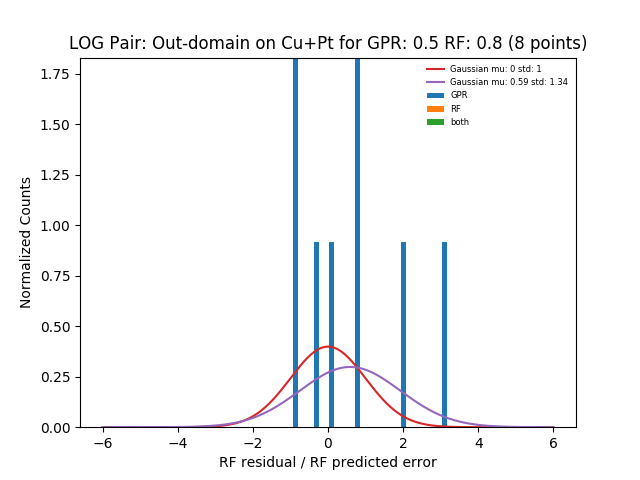 LOG Pair: Out-domain on Cu+Pt for GPR: 0.5 RF: 0.8 (8 points)
Gaussian mu: 0 std: 1
Gaussian mu: 0.59 std: 1.34
GPR
RF
both
Normalized Counts
1.75
1.50
1.25
1.00
0.75
0.50
0.25
0.00
−6
−4
−2
0
2
4
6
RF residual / RF predicted error